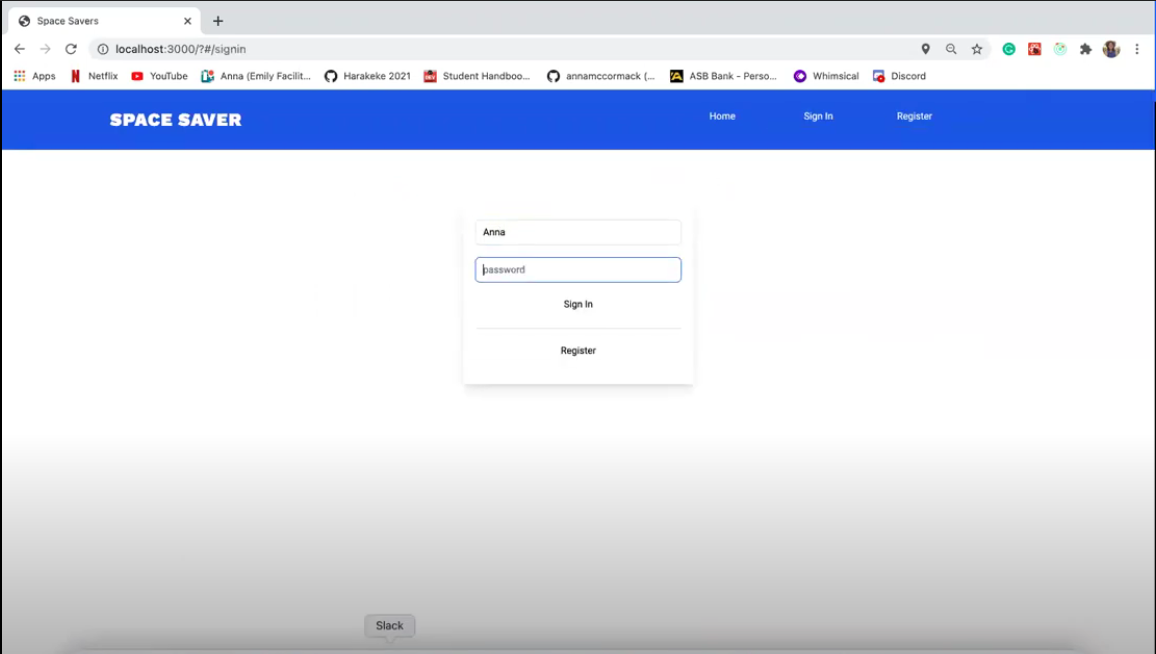 Space Savers
localhost:3000/?#/signin
Apps Netflix YouTube Anna (Emily Facilit... Harakeke 2021 Student Handboo... annamccormack (... ASB Bank - Perso... Whimsical Discord
SPACE SAVER Home Sign In Register
Anna
password
Sign In
Register
Slack